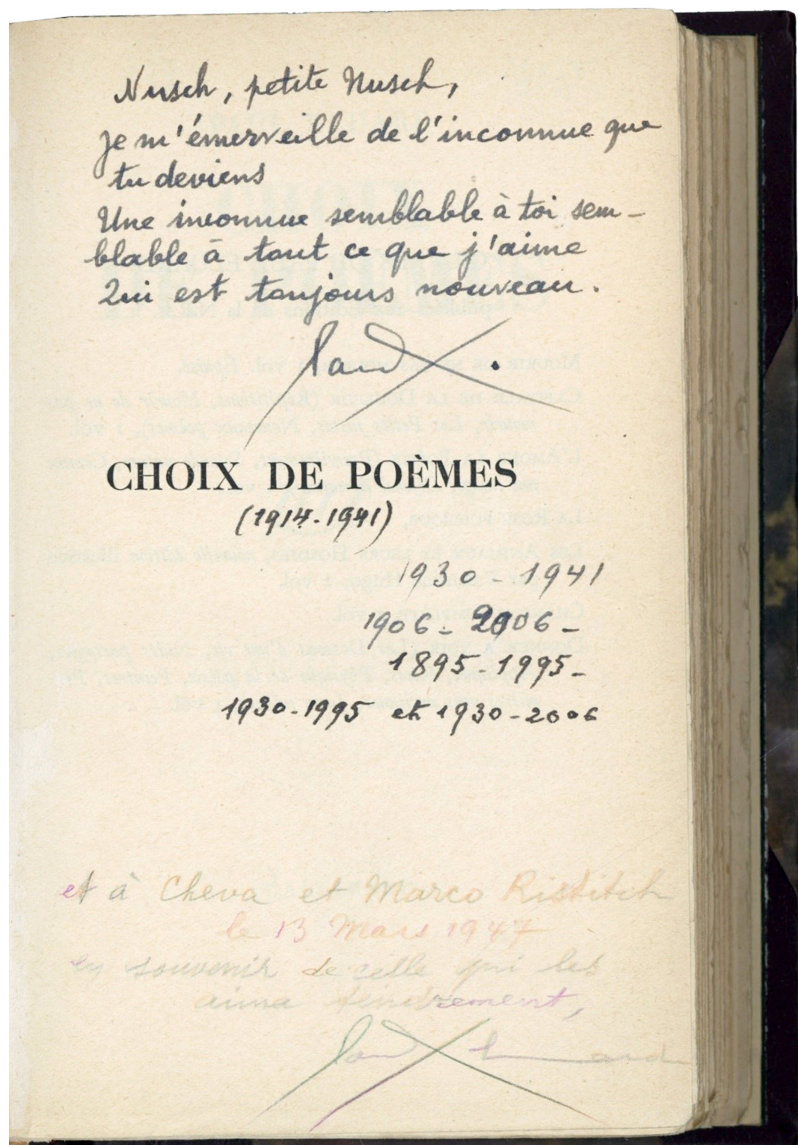 Nusch, petite Nusch,
Je m'émerveille de l'inconnue que
tu deviens
Une inconnue semblable à toi sem-
blable à tout ce que j'aime
Qui est toujours nouveau.
Paul
CHOIX DE POÈMES
(1914-1941)
1930-1941
1906-2006-
1895-1995-
1930-1995 et 1930-2006
et à Cheva et Marco Ristitch
le 13 Mars 1947
en souvenir de celle qui les
aima tendrement,
Paul Eluard